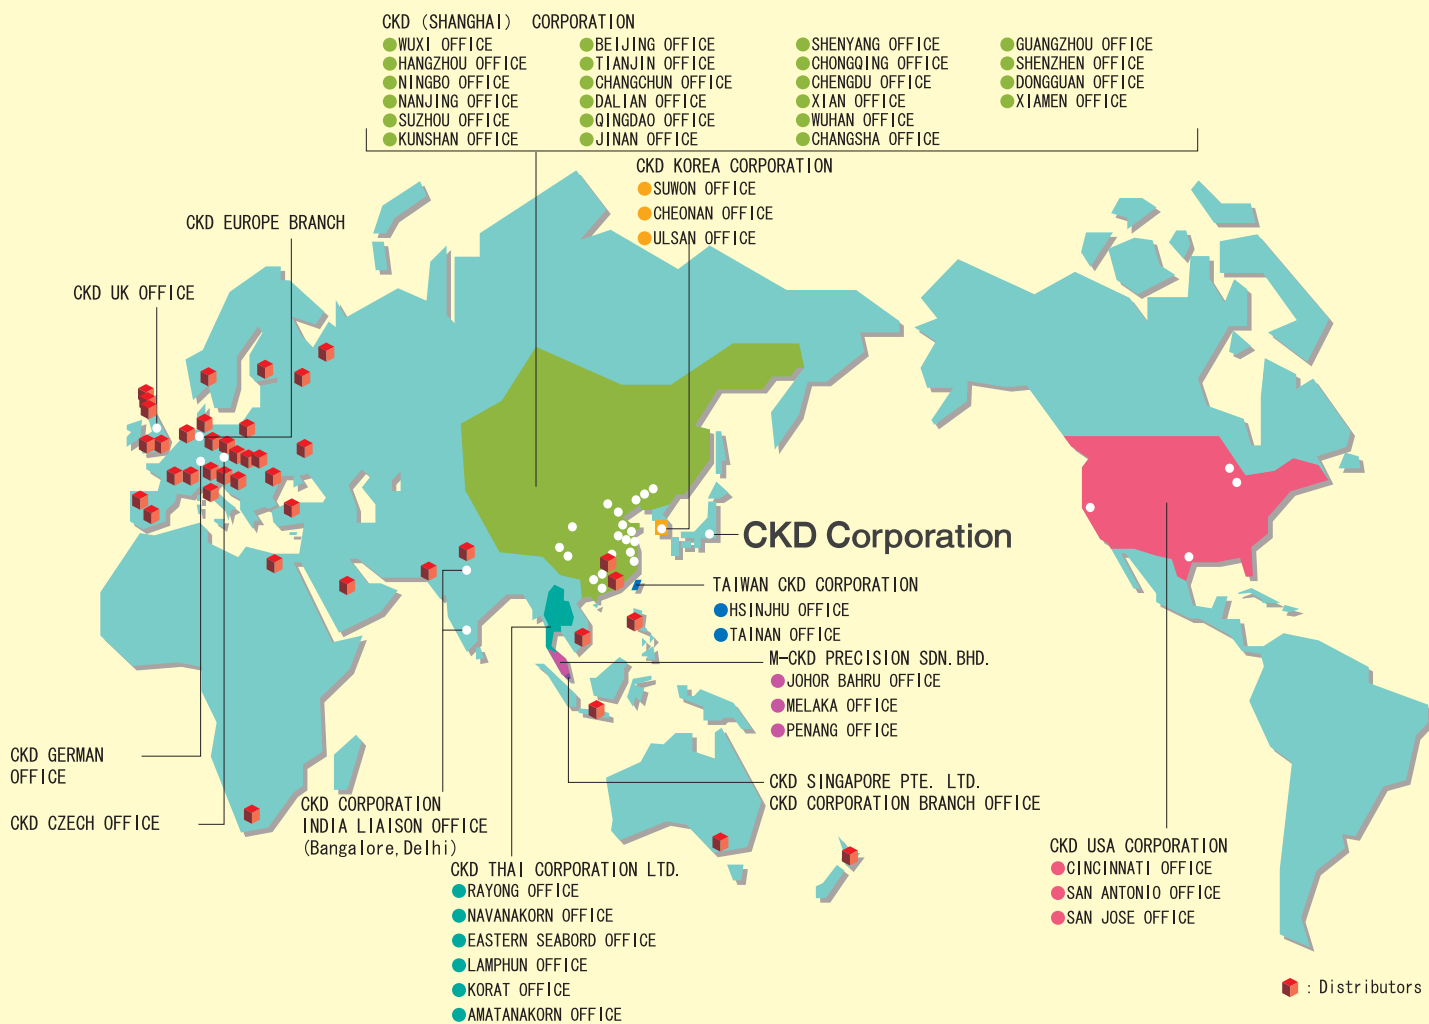 CKD (SHANGHAI) CORPORATION
WUXI OFFICE
HANGZHOU OFFICE
NINGBO OFFICE
NANJING OFFICE
SUZHOU OFFICE
KUNSHAN OFFICE
BEIJING OFFICE
TIANJIN OFFICE
CHANGCHUN OFFICE
DALIAN OFFICE
QINGDAO OFFICE
JINAN OFFICE
SHENYANG OFFICE
CHONGQING OFFICE
CHENGDU OFFICE
XIAN OFFICE
WUHAN OFFICE
CHANGSHA OFFICE
GUANGZHOU OFFICE
SHENZHEN OFFICE
DONGGUAN OFFICE
XIAMEN OFFICE
CKD KOREA CORPORATION
SUWON OFFICE
CHEONAN OFFICE
ULSAN OFFICE
CKD EUROPE BRANCH
CKD UK OFFICE
CKD Corporation
TAIWAN CKD CORPORATION
HSINJHU OFFICE
TAINAN OFFICE
M-CKD PRECISION SDN.BHD.
JOHOR BAHRU OFFICE
MELAKA OFFICE
PENANG OFFICE
CKD SINGAPORE PTE. LTD.
CKD CORPORATION BRANCH OFFICE
CKD GERMAN
OFFICE
CKD CZECH OFFICE
CKD CORPORATION
INDIA LIAISON OFFICE
(Bangalore,Delhi)
CKD THAI CORPORATION LTD.
RAYONG OFFICE
NAVANAKORN OFFICE
EASTERN SEABORD OFFICE
LAMPHUN OFFICE
KORAT OFFICE
AMATANAKORN OFFICE
CKD USA CORPORATION
CINCINNATI OFFICE
SAN ANTONIO OFFICE
SAN JOSE OFFICE
: Distributors